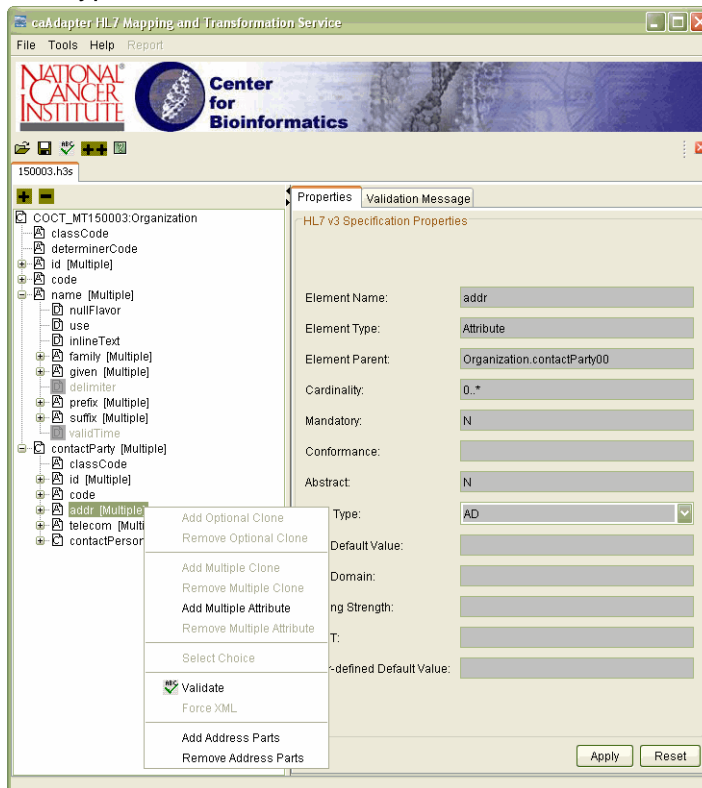 caAdapter HL7 Mapping and Transformation Service
File Tools Help Report
NATIONAL®
CANCER
INSTITUTE
Center
for
Bioinformatics
150003.h3s
Properties Validation Message
COCT_MT150003:Organization
classCode
determinerCode
id [Multiple]
code
name [Multiple]
nullFlavor
use
inlineText
family [Multiple]
given [Multiple]
delimiter
prefix [Multiple]
suffix [Multiple]
validTime
contactParty [Multiple]
classCode
id [Multiple]
code
addr [Multiple]
telecom [Multi
contactPerson
Add Optional Clone
Remove Optional Clone
Add Multiple Clone
Remove Multiple Clone
Add Multiple Attribute
Remove Multiple Attribute
Select Choice
Validate
Force XML
Add Address Parts
Remove Address Parts
HL7 v3 Specification Properties
Element Name: addr
Element Type: Attribute
Element Parent: Organization.contactParty00
Cardinality: 0..*
Mandatory: N
Conformance:
Abstract: N
Type: AD
Default Value:
Domain:
ng Strength:
T:
-defined Default Value:
Apply Reset